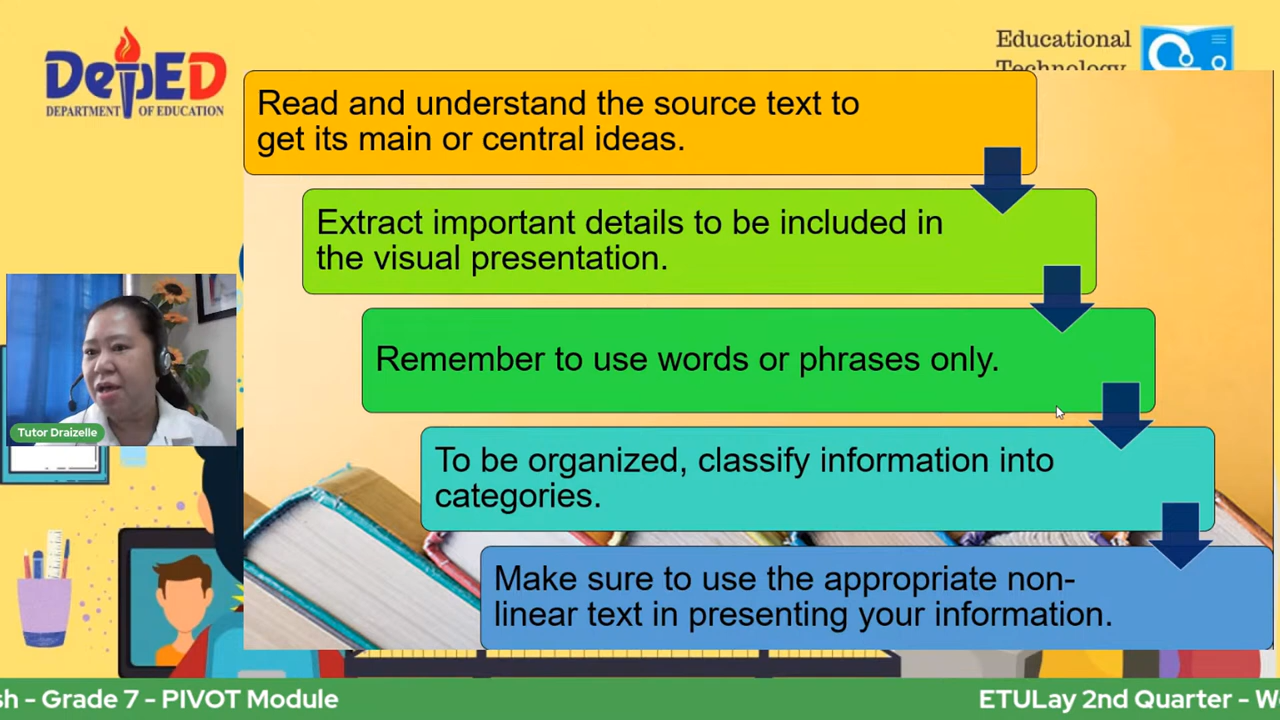 DepED
DEPARTMENT OF EDUCATION
Educational
Technology
Read and understand the source text to
get its main or central ideas.
Extract important details to be included in
the visual presentation.
Remember to use words or phrases only.
To be organized, classify information into
categories.
Make sure to use the appropriate non-
linear text in presenting your information.
Tutor Draizelle
sh - Grade 7 - PIVOT Module
ETULay 2nd Quarter - W